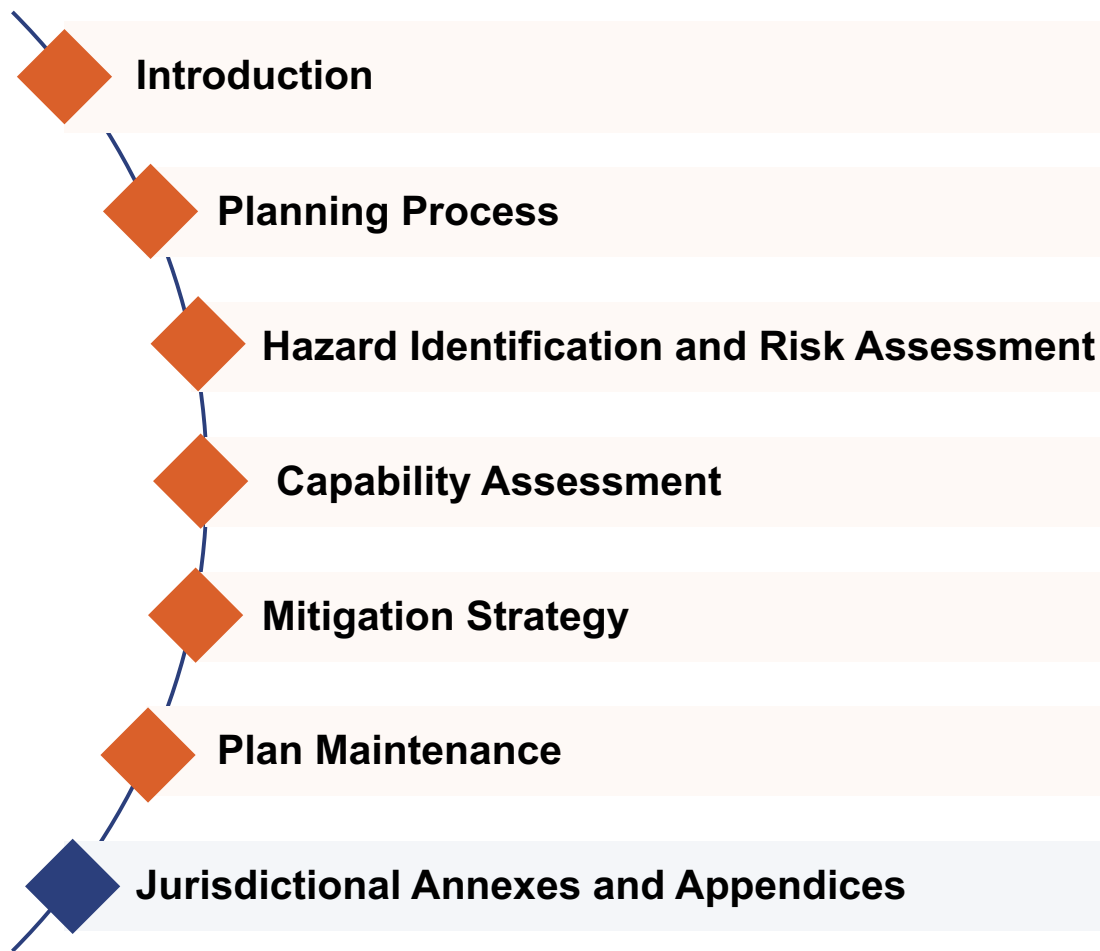 Introduction
Planning Process
Hazard Identification and Risk Assessment
Capability Assessment
Mitigation Strategy
Plan Maintenance
Jurisdictional Annexes and Appendices